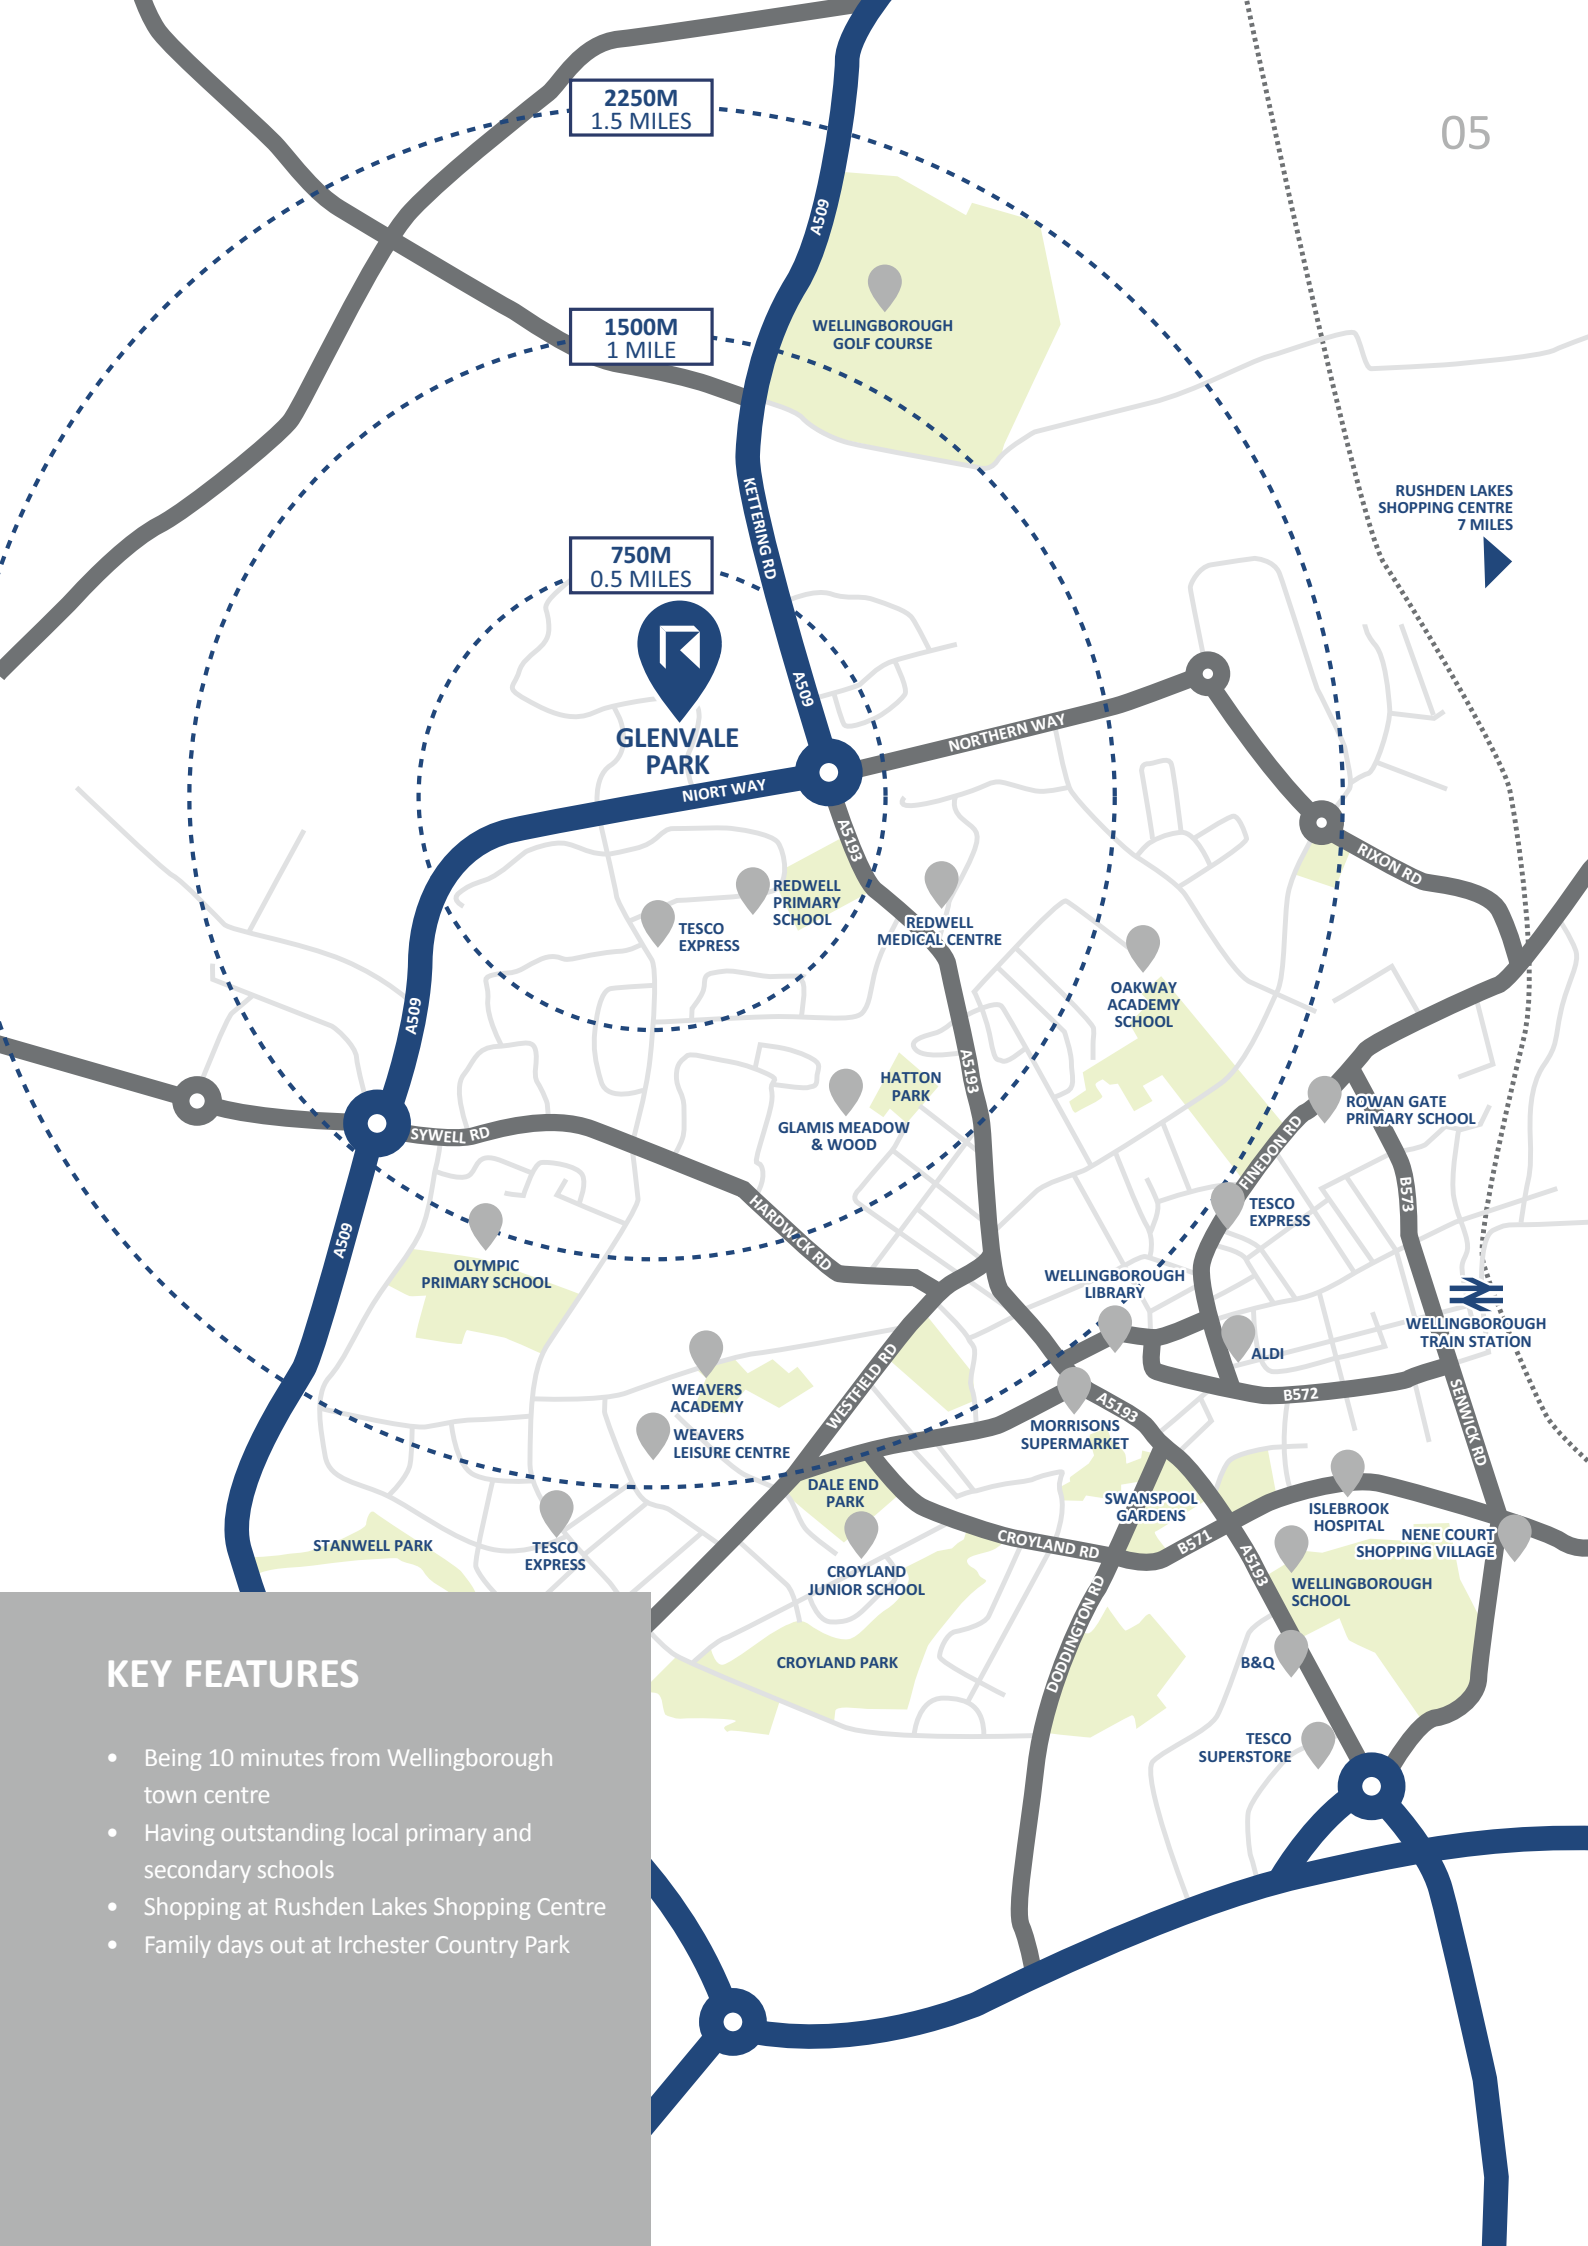 05
2250M
1.5 MILES
A509
WELLINGBOROUGH
GOLF COURSE
1500M
1 MILE
KETTERING RD
RUSHDEN LAKES
SHOPPING CENTRE
7 MILES
750M
0.5 MILES
A509
GLENVALE
PARK
NORTHERN WAY
NIORT WAY
A5193
RIXON RD
REDWELL
PRIMARY
SCHOOL
TESCO
EXPRESS
REDWELL
MEDICAL CENTRE
OAKWAY
ACADEMY
SCHOOL
A509
A5193
HATTON
PARK
GLAMIS MEADOW
& WOOD
ROWAN GATE
PRIMARY SCHOOL
SYWELL RD
FINEDON RD
B573
TESCO
EXPRESS
A509
HARDWICK RD
OLYMPIC
PRIMARY SCHOOL
WELLINGBOROUGH
LIBRARY
WELLINGBOROUGH
TRAIN STATION
ALDI
WESTFIELD RD
WEAVERS
ACADEMY
B572
SENWICK RD
A5193
WEAVERS
LEISURE CENTRE
MORRISONS
SUPERMARKET
DALE END
PARK
SWANSPOOL
GARDENS
ISLEBROOK
HOSPITAL
NENE COURT
SHOPPING VILLAGE
STANWELL PARK
TESCO
EXPRESS
CROYLAND RD
B571
A5193
CROYLAND
JUNIOR SCHOOL
WELLINGBOROUGH
SCHOOL
DODDINGTON RD
CROYLAND PARK
B&Q
TESCO
SUPERSTORE
KEY FEATURES
• Being 10 minutes from Wellingborough
town centre
• Having outstanding local primary and
secondary schools
• Shopping at Rushden Lakes Shopping Centre
• Family days out at Irchester Country Park